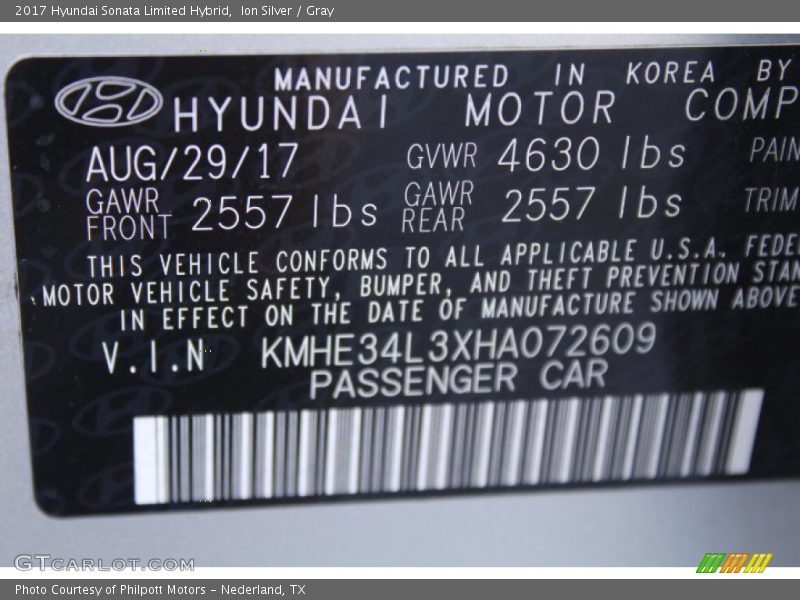 2017 Hyundai Sonata Limited Hybrid, Ion Silver / Gray
MANUFACTURED IN KOREA BY
HYUNDAI MOTOR COMP
AUG/29/17 GVWR 4630 lbs PAIN
GAWR FRONT 2557 lbs GAWR REAR 2557 lbs TRIM
THIS VEHICLE CONFORMS TO ALL APPLICABLE U.S.A. FEDE
MOTOR VEHICLE SAFETY, BUMPER, AND THEFT PREVENTION STAN
IN EFFECT ON THE DATE OF MANUFACTURE SHOWN ABOVE
V.I.N KMHE34L3XHA072609
PASSENGER CAR
GTCARLOT.COM
Photo Courtesy of Philpott Motors - Nederland, TX